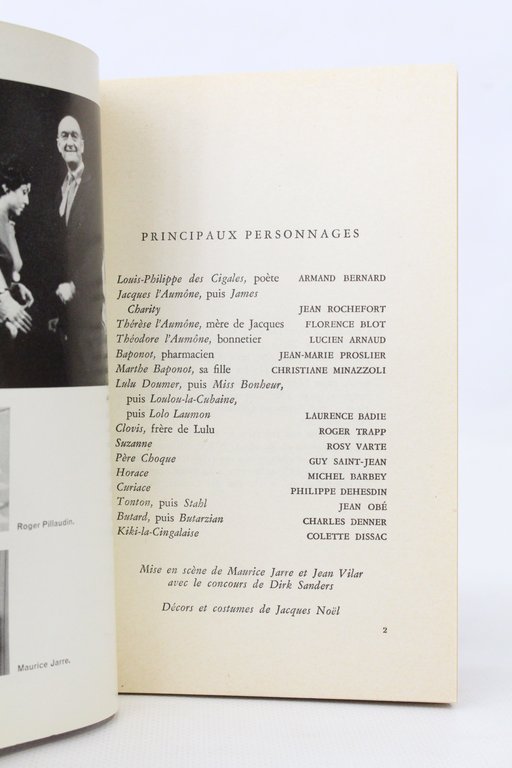 Roger Pillaudin.
Maurice Jarre.
PRINCIPAUX PERSONNAGES
Louis-Philippe des Cigales, poète ARMAND BERNARD
Jacques l'Aumône, puis James
Charity JEAN ROCHEFORT
Thérèse l'Aumône, mère de Jacques FLORENCE BLOT
Théodore l'Aumône, bonnetier LUCIEN ARNAUD
Baponot, pharmacien JEAN-MARIE PROSLIER
Marthe Baponot, sa fille CHRISTIANE MINAZZOLI
Lulu Doumer, puis Miss Bonheur,
puis Loulou-la-Cubaine,
puis Lolo Laumon LAURENCE BADIE
Clovis, frère de Lulu ROGER TRAPP
Suzanne ROSY VARTE
Père Choque GUY SAINT-JEAN
Horace MICHEL BARBEY
Curiace PHILIPPE DEHESDIN
Tonton, puis Stahl JEAN OBÉ
Butard, puis Butarzian CHARLES DENNER
Kiki-la-Cingalaise COLETTE DISSAC
Mise en scène de Maurice Jarre et Jean Vilar
avec le concours de Dirk Sanders
Décors et costumes de Jacques Noël
2